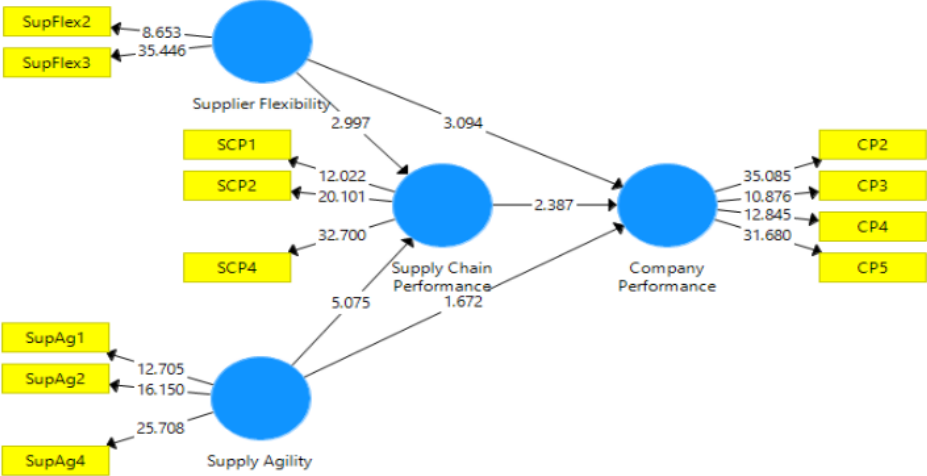 SupFlex2
8.653
SupFlex3
35.446
Supplier Flexibility
2.997
3.094
SCP1
12.022
SCP2
20.101
SCP4
32.700
Supply Chain
Performance
2.387
Company
Performance
CP2
35.085
CP3
10.876
CP4
12.845
CP5
31.680
5.075
1.672
SupAg1
12.705
SupAg2
16.150
SupAg4
25.708
Supply Agility